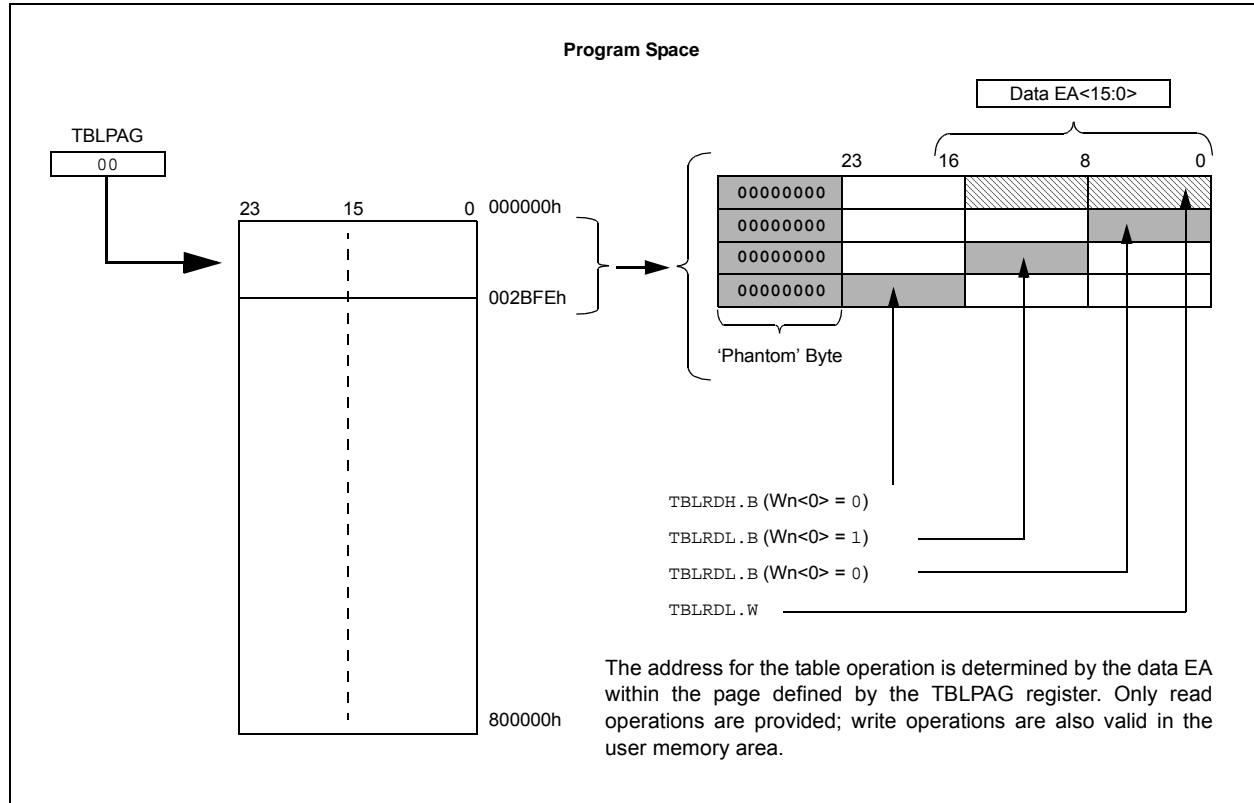 Program Space
Data EA<15:0>
TBLPAG
00
23 16 8 0
23 15 0
000000h
002BFEh
800000h
00000000
00000000
00000000
00000000
‘Phantom’ Byte
TBLRDH.B (Wn<0> = 0)
TBLRDL.B (Wn<0> = 1)
TBLRDL.B (Wn<0> = 0)
TBLRDL.W
The address for the table operation is determined by the data EA
within the page defined by the TBLPAG register. Only read
operations are provided; write operations are also valid in the
user memory area.